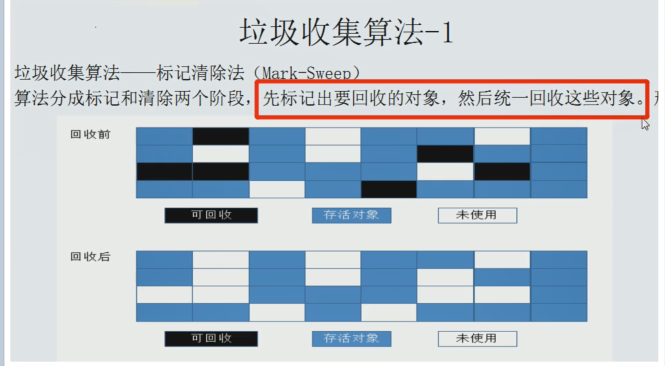 垃圾收集算法-1
垃圾收集算法——标记清除法（Mark-Sweep）
算法分成标记和清除两个阶段，先标记出要回收的对象，然后统一回收这些对象。
回收前
可回收 存活对象 未使用
回收后
可回收 存活对象 未使用